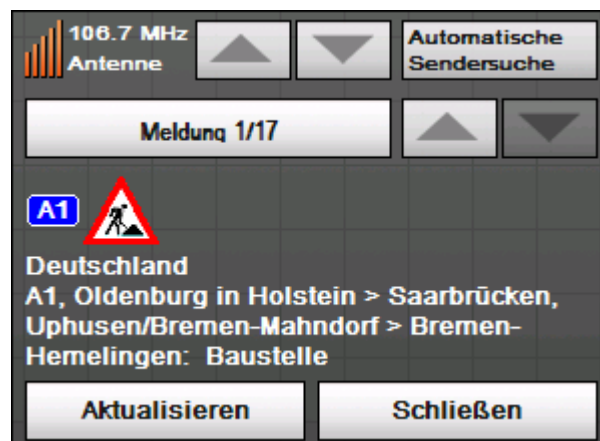 106.7 MHz
Antenne
Automatische
Sendersuche
Meldung 1/17
A1
Deutschland
A1, Oldenburg in Holstein > Saarbrücken,
Uphusen/Bremen-Mahndorf > Bremen-
Hemelingen: Baustelle
Aktualisieren
Schließen